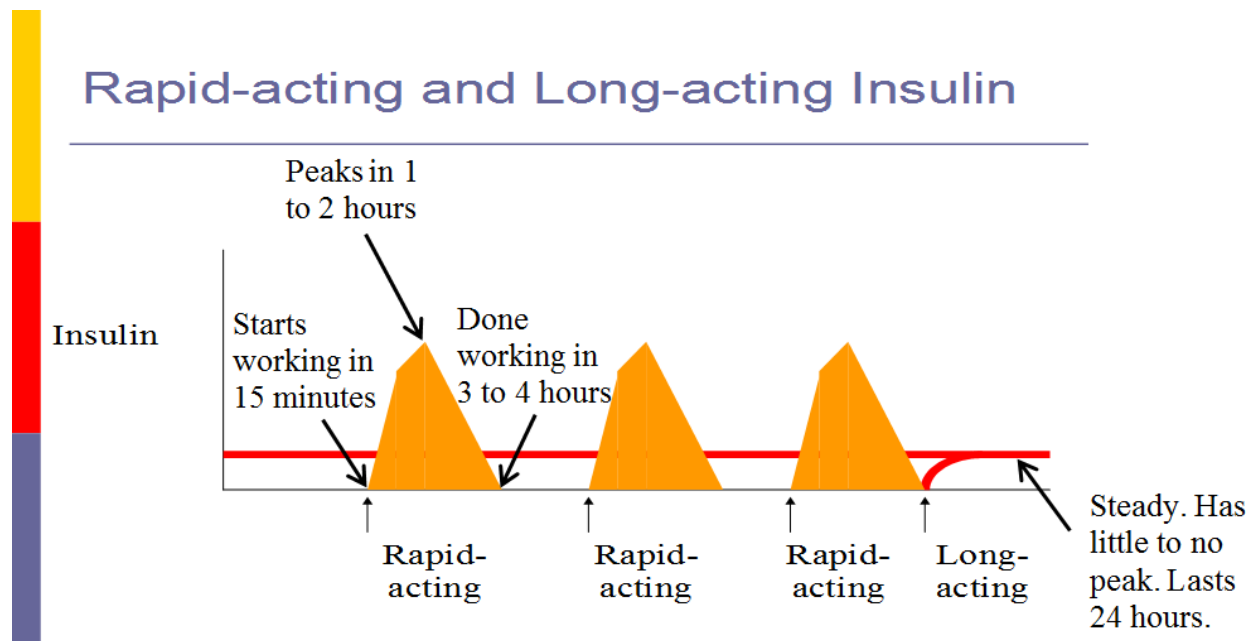 Rapid-acting and Long-acting Insulin
Peaks in 1
to 2 hours
Insulin
Starts
working in
15 minutes
Done
working in
3 to 4 hours
Rapid-
acting
Rapid-
acting
Rapid-
acting
Long-
acting
Steady. Has
little to no
peak. Lasts
24 hours.